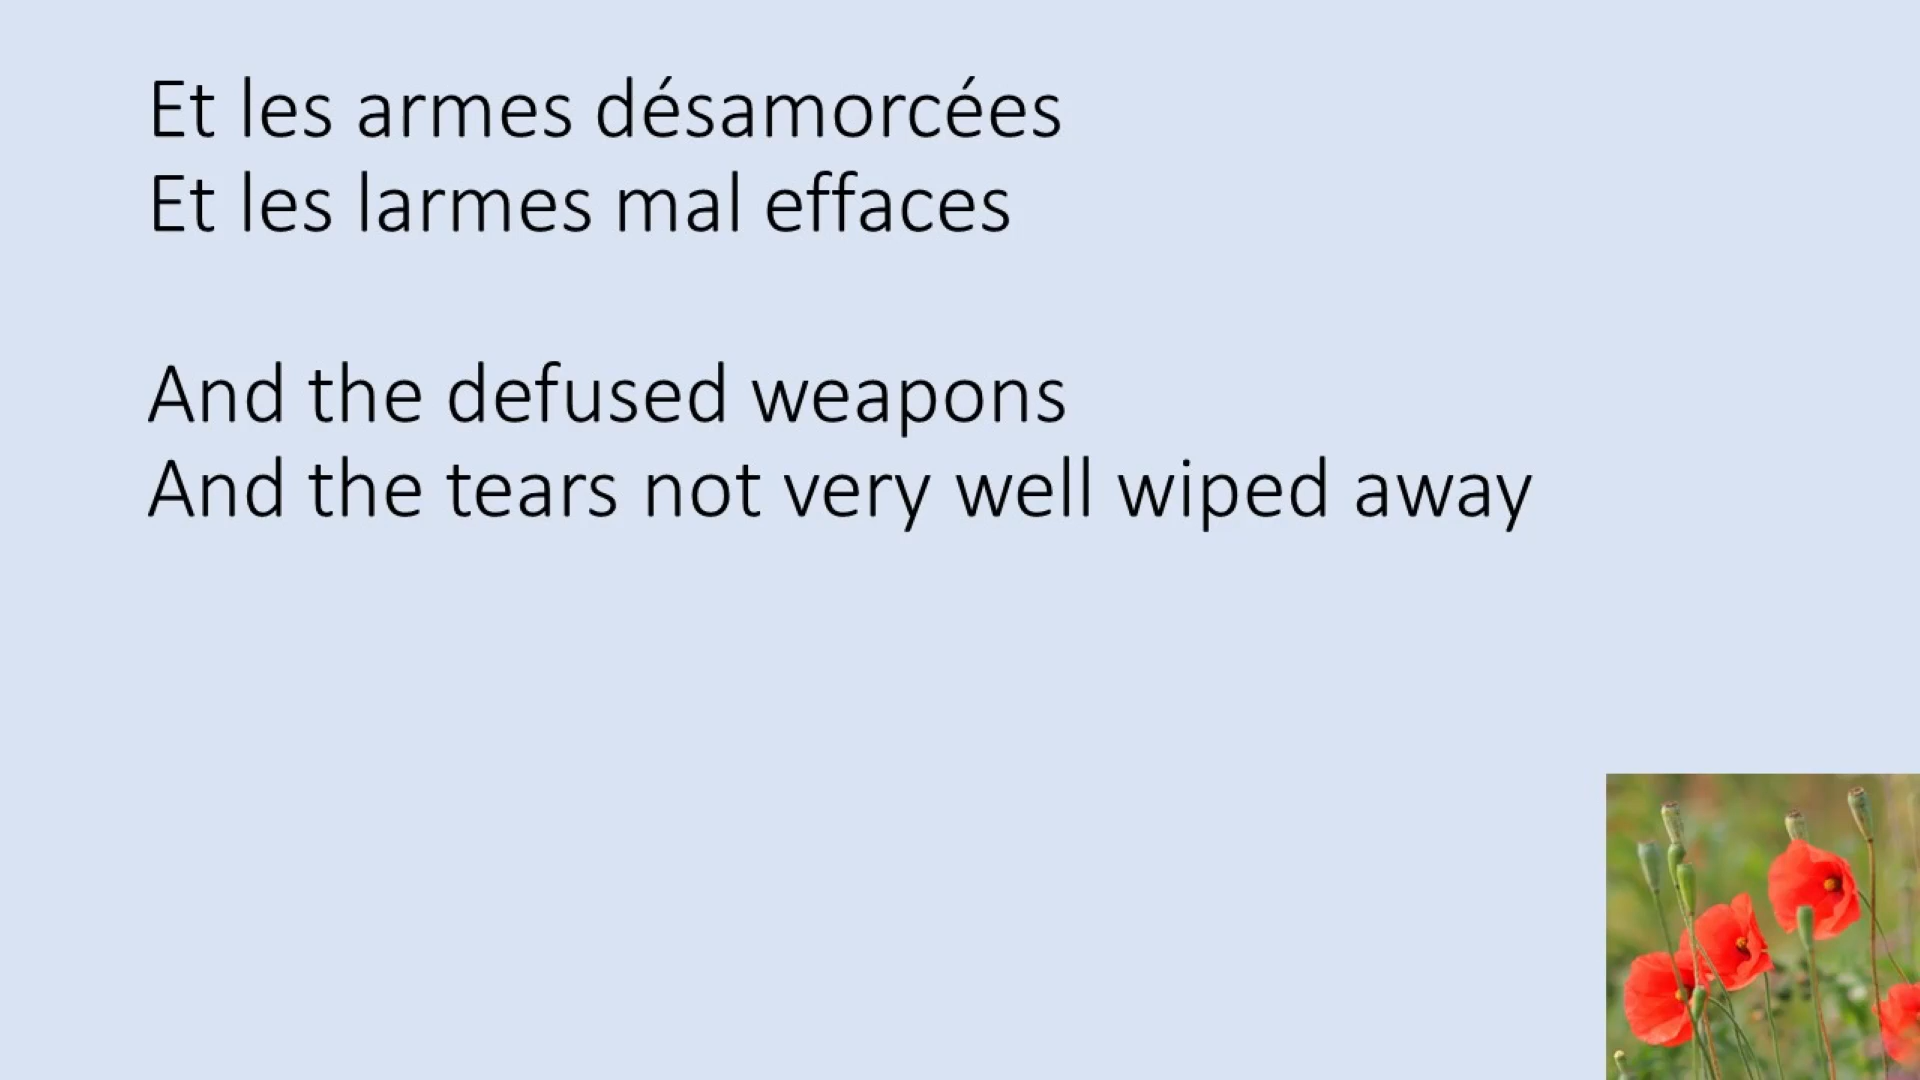 Et les armes désamorcées
Et les larmes mal effaces
And the defused weapons
And the tears not very well wiped away